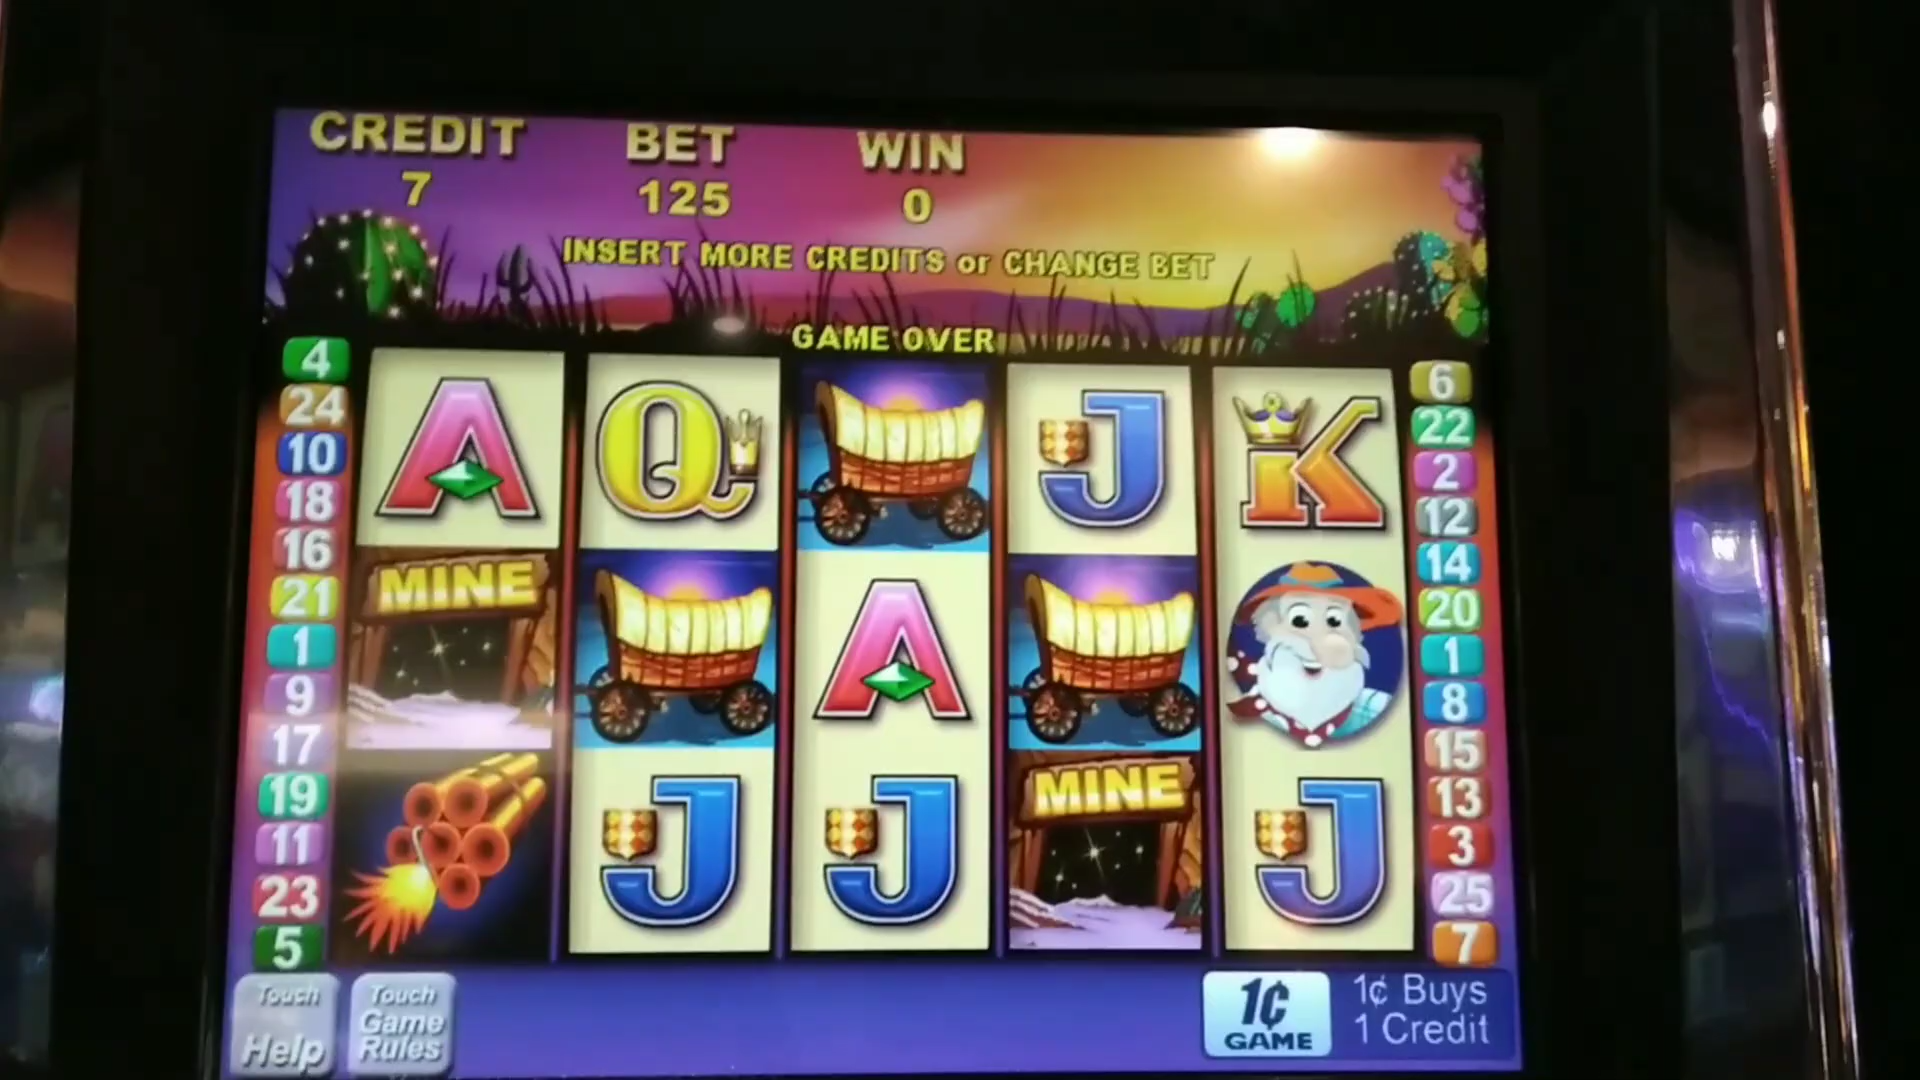 CREDIT BET WIN
7 125 0
INSERT MORE CREDITS or CHANGE BET
GAME OVER
4 6
24 22
10 2
18 12
16 14
21 20
1 1
9 8
17 15
19 13
11 3
23 25
5 7
A Q J K
MINE A
J J MINE J
Touch Help
Touch Game Rules
1¢ GAME
1¢ Buys
1 Credit